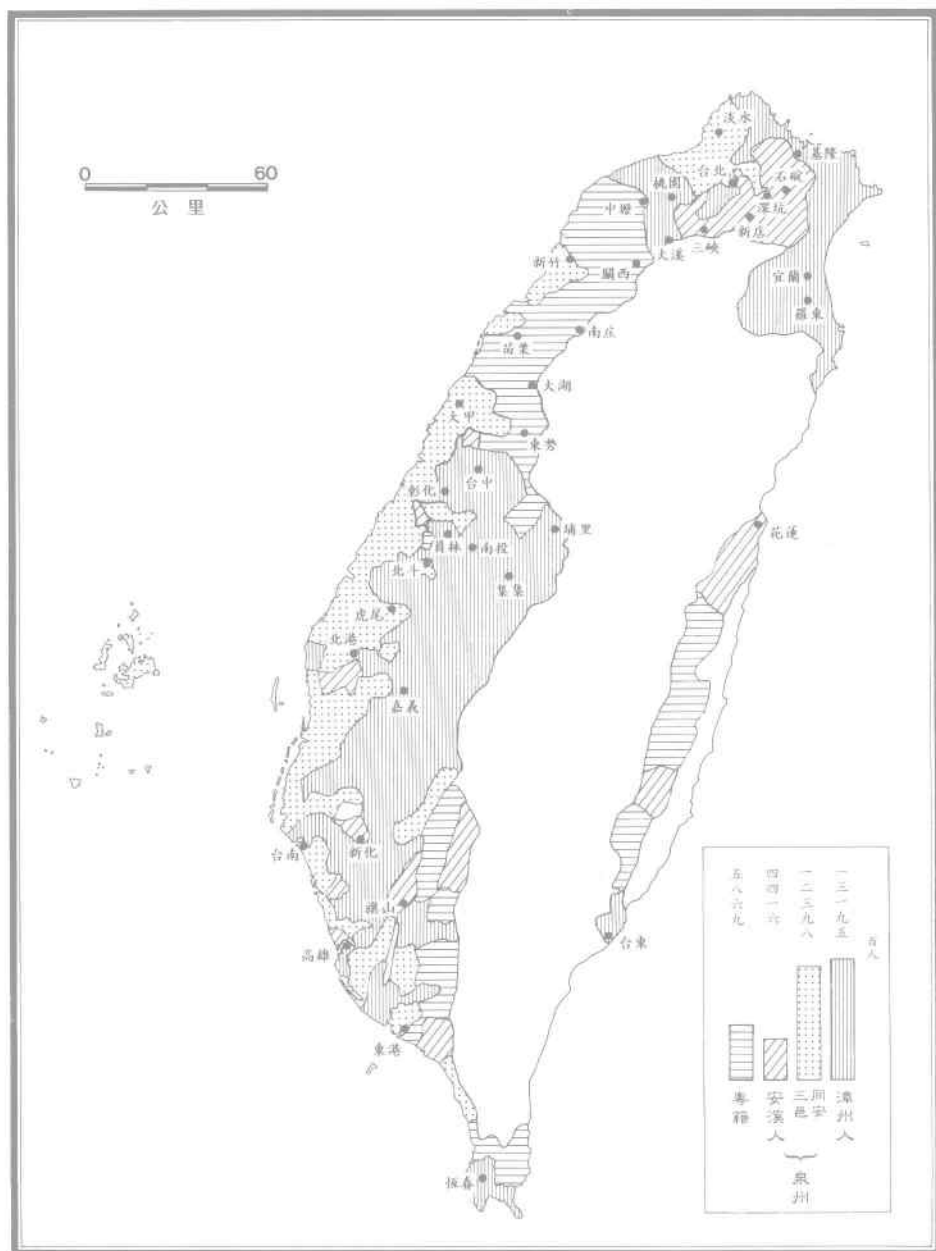 0 60
公里
淡水
基隆
台北
石碇
桃園
深坑
中壢
新店
三峽
大溪
關西
新竹
宜蘭
羅東
南庄
苗栗
大湖
大甲
東勢
台中
彰化
埔里
花蓮
員林
南投
北斗
集集
虎尾
北港
嘉義
新化
台南
旗山
高雄
台東
東港
恆春
五八六九
四四一六
一二三九八
一三一九五
百人
粵籍
安溪人
三邑
同安
漳州人
泉州